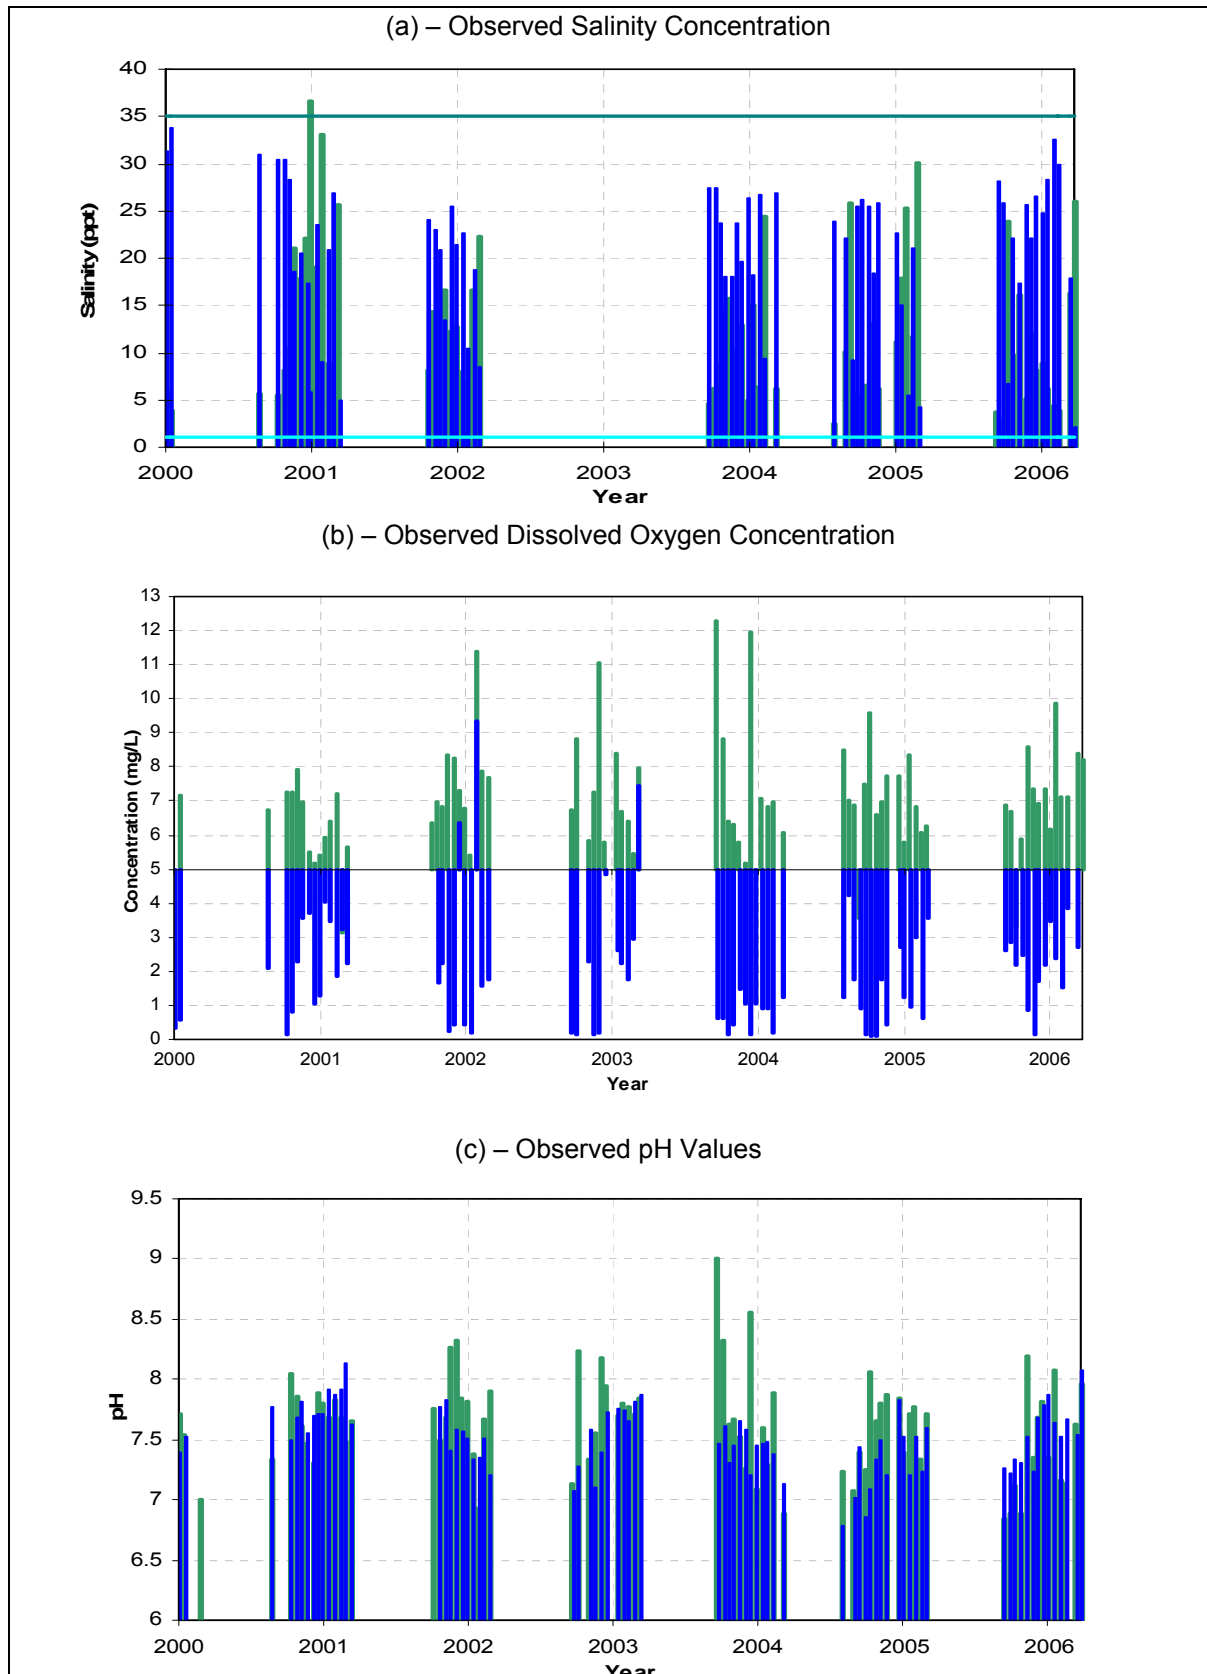 (a) – Observed Salinity Concentration
40
35
30
25
20
15
10
5
0
Salinity (ppt)
2000 2001 2002 2003 2004 2005 2006
Year
(b) – Observed Dissolved Oxygen Concentration
13
12
11
10
9
8
7
6
5
4
3
2
1
0
Concentration (mg/L)
2000 2001 2002 2003 2004 2005 2006
Year
(c) – Observed pH Values
9.5
9
8.5
8
7.5
7
6.5
6
pH
2000 2001 2002 2003 2004 2005 2006
Year